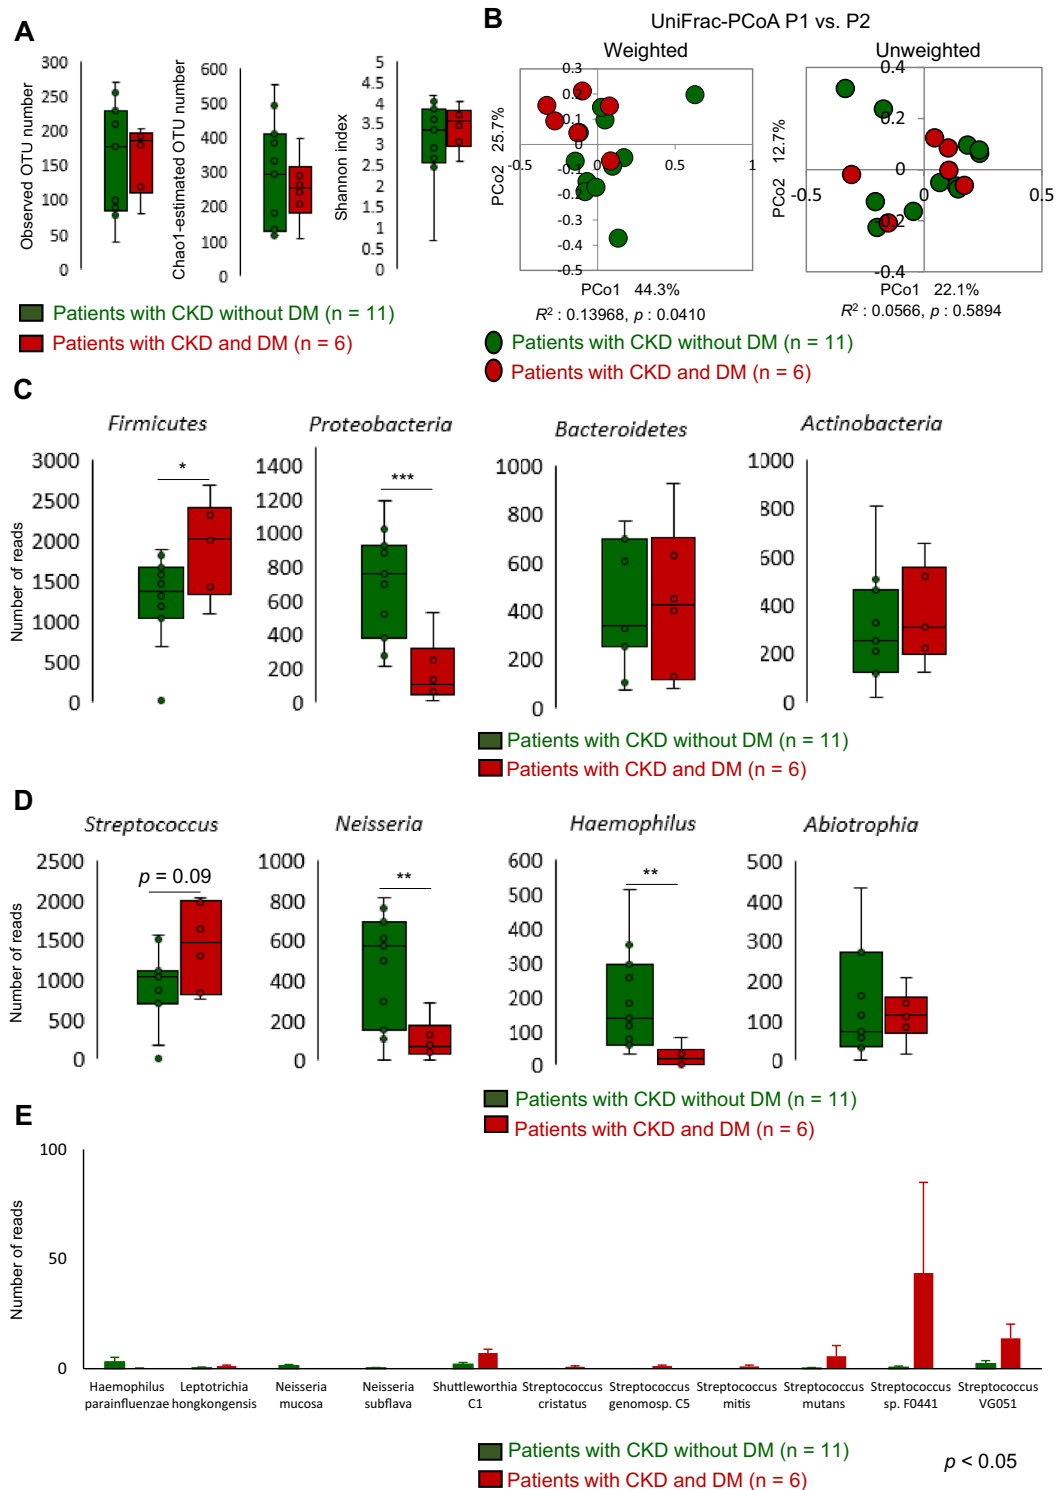 A
Observed OTU number
300
250
200
150
100
50
0
Chao1-estimated OTU number
600
500
400
300
200
100
0
Shannon index
5
4.5
4
3.5
3
2.5
2
1.5
1
0.5
0
Patients with CKD without DM (n = 11)
Patients with CKD and DM (n = 6)
B
UniFrac-PCoA P1 vs. P2
Weighted
PCo2 25.7%
0.3
0.2
0.1
0
-0.1
-0.2
-0.3
-0.4
-0.5
-0.5
0
0.5
1
PCo1 44.3%
R² : 0.13968, p : 0.0410
Unweighted
PCo2 12.7%
0.4
0.2
0
-0.2
-0.4
-0.5
0
0.5
PCo1 22.1%
R² : 0.0566, p : 0.5894
Patients with CKD without DM (n = 11)
Patients with CKD and DM (n = 6)
C
Number of reads
Firmicutes
3000
2500
2000
1500
1000
500
0
*
Proteobacteria
1400
1200
1000
800
600
400
200
0
***
Bacteroidetes
1000
800
600
400
200
0
Actinobacteria
1000
800
600
400
200
0
Patients with CKD without DM (n = 11)
Patients with CKD and DM (n = 6)
D
Number of reads
Streptococcus
2500
2000
1500
1000
500
0
p = 0.09
Neisseria
1000
800
600
400
200
0
**
Haemophilus
600
500
400
300
200
100
0
**
Abiotrophia
500
400
300
200
100
0
Patients with CKD without DM (n = 11)
Patients with CKD and DM (n = 6)
E
Number of reads
100
50
0
Haemophilus
parainfluenzae
Leptotrichia
hongkongensis
Neisseria
mucosa
Neisseria
subflava
Shuttleworthia
C1
Streptococcus
cristatus
Streptococcus
genomosp. C5
Streptococcus
mitis
Streptococcus
mutans
Streptococcus
sp. F0441
Streptococcus
VG051
Patients with CKD without DM (n = 11)
Patients with CKD and DM (n = 6)
p < 0.05